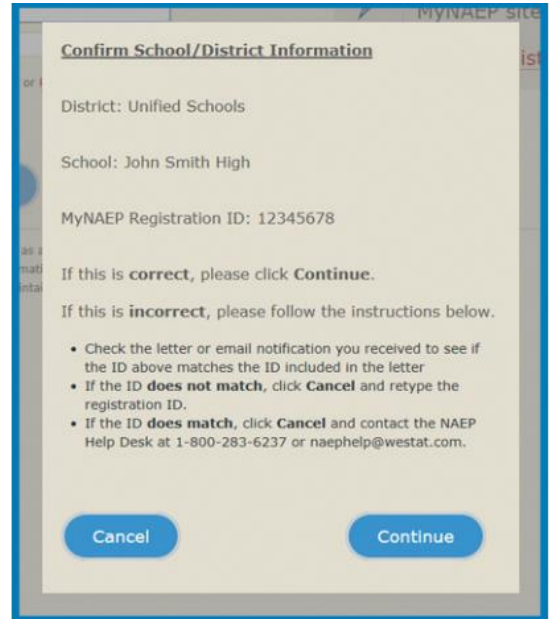 MyNAEP site
Confirm School/District Information
or
District: Unified Schools
School: John Smith High
MyNAEP Registration ID: 12345678
as a
If this is correct, please click Continue.
If this is incorrect, please follow the instructions below.
• Check the letter or email notification you received to see if
the ID above matches the ID included in the letter
• If the ID does not match, click Cancel and retype the
registration ID.
• If the ID does match, click Cancel and contact the NAEP
Help Desk at 1-800-283-6237 or naephelp@westat.com.
Cancel
Continue